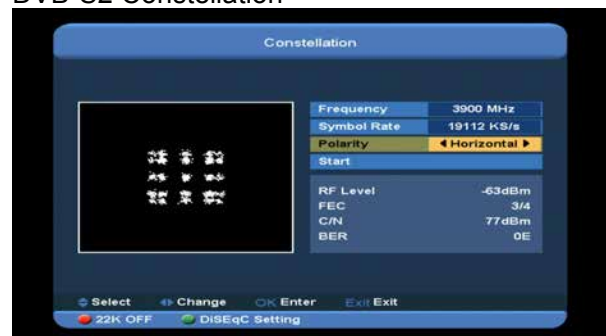 DVB-S2 Constellation
Constellation
Frequency 3900 MHz
Symbol Rate 19112 KS/s
Polarity Horizontal
Start
RF Level -63dBm
FEC 3/4
C/N 77dBm
BER 0E
Select Change OK Enter Exit Exit
22K OFF DiSEqC Setting